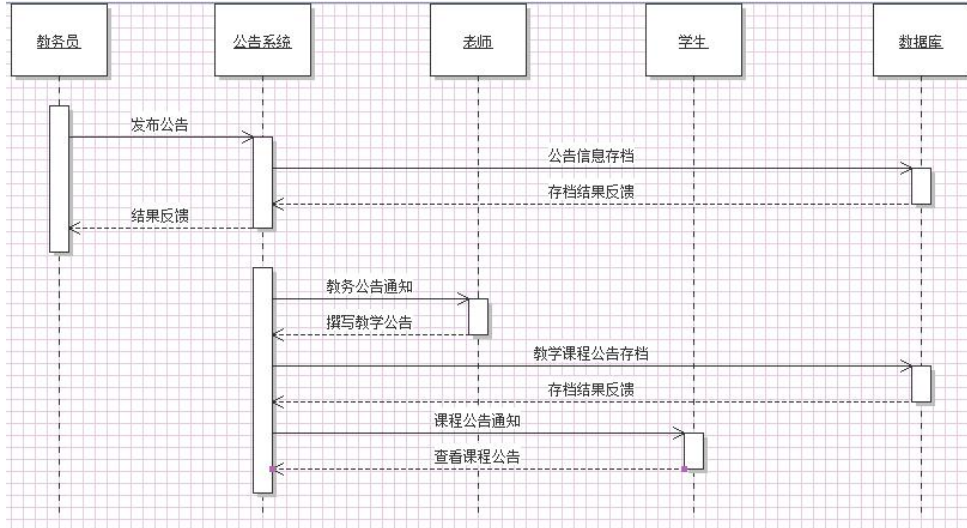 教务员
公告系统
老师
学生
数据库
发布公告
公告信息存档
存档结果反馈
结果反馈
教务公告通知
撰写教学公告
教学课程公告存档
存档结果反馈
课程公告通知
查看课程公告